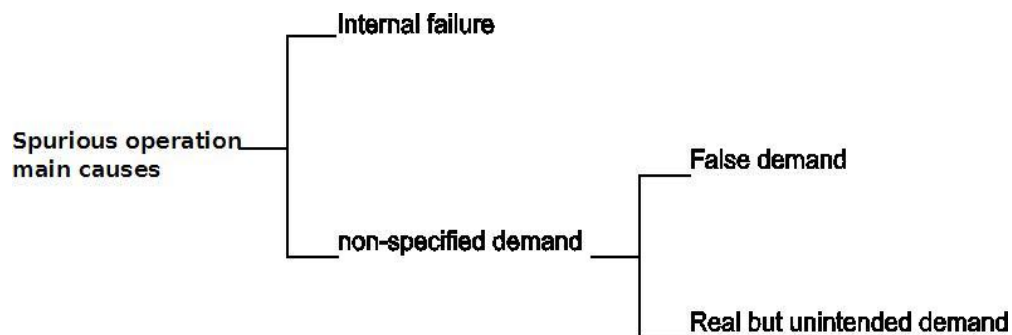 Internal failure
Spurious operation
main causes
False demand
non-specified demand
Real but unintended demand